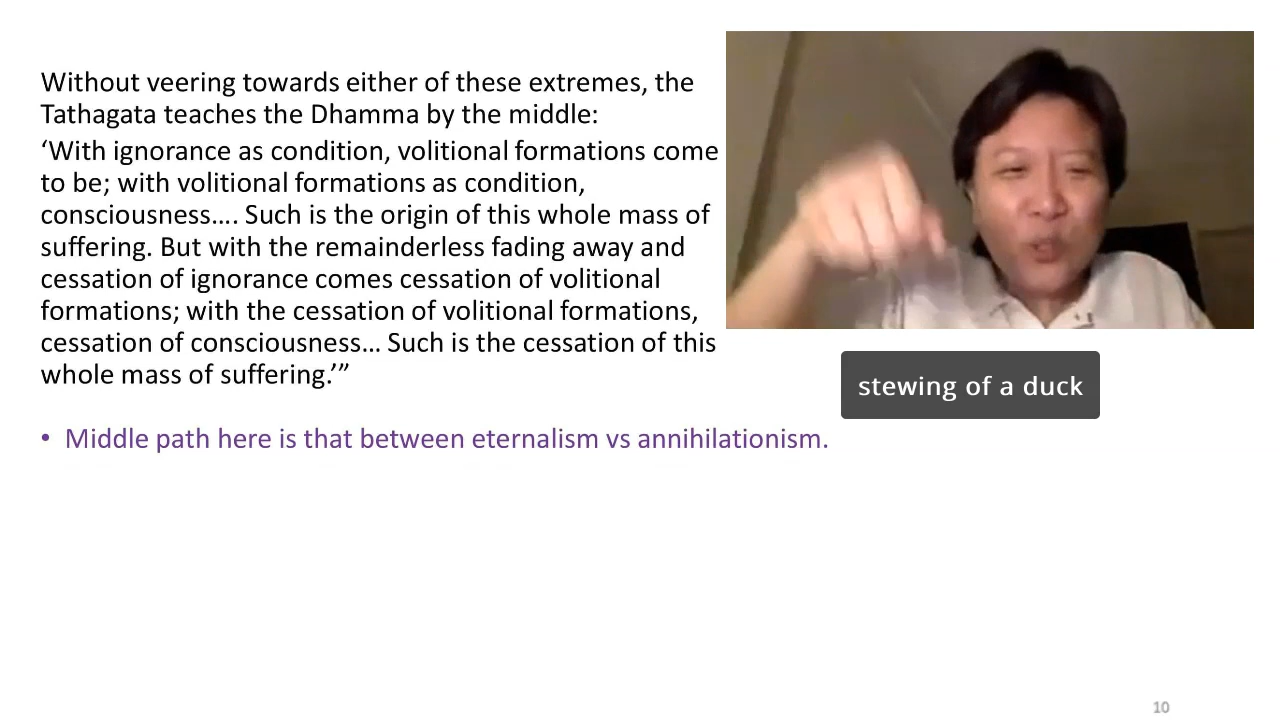 Without veering towards either of these extremes, the
Tathagata teaches the Dhamma by the middle:
‘With ignorance as condition, volitional formations come
to be; with volitional formations as condition,
consciousness…. Such is the origin of this whole mass of
suffering. But with the remainderless fading away and
cessation of ignorance comes cessation of volitional
formations; with the cessation of volitional formations,
cessation of consciousness… Such is the cessation of this
whole mass of suffering.’”
• Middle path here is that between eternalism vs annihilationism.
stewing of a duck
10